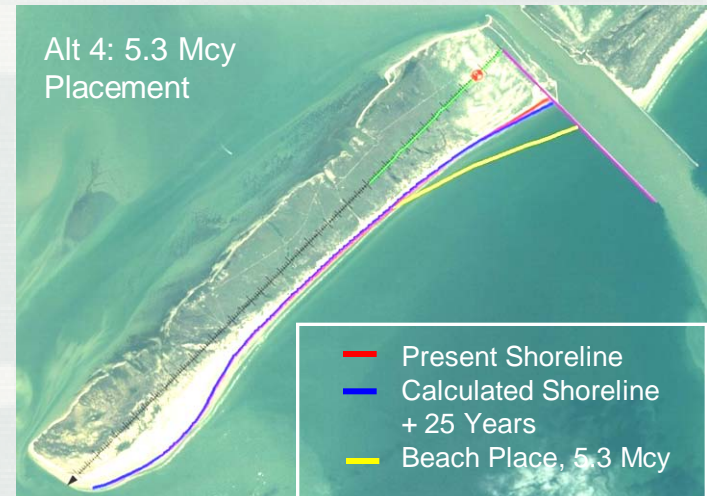 Alt 4: 5.3 Mcy
Placement
Present Shoreline
Calculated Shoreline
+ 25 Years
Beach Place, 5.3 Mcy